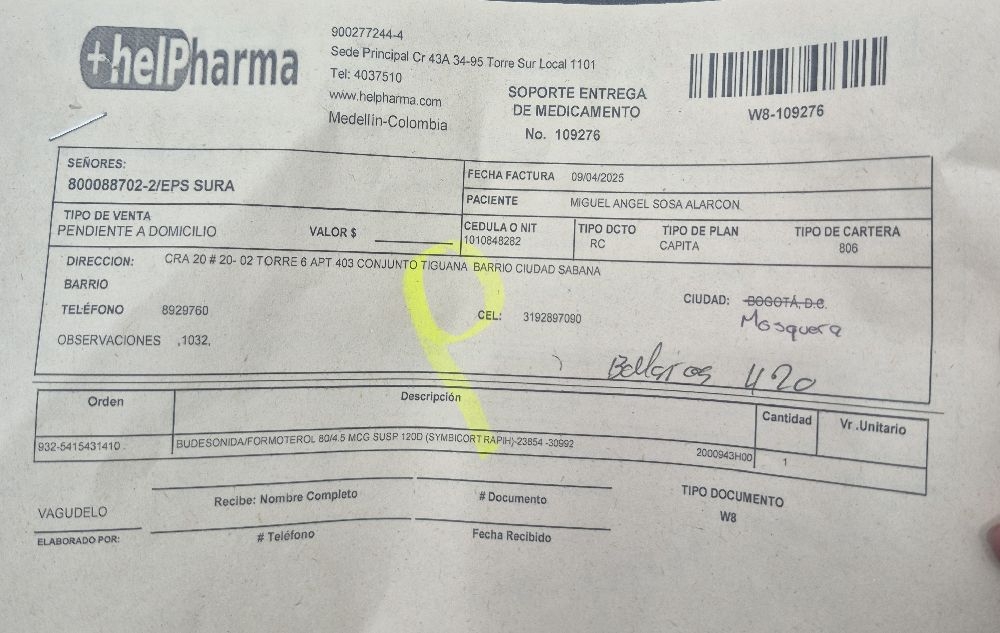 +helPharma
900277244-4
Sede Principal Cr 43A 34-95 Torre Sur Local 1101
Tel: 4037510
www.helpharma.com
Medellín-Colombia
SOPORTE ENTREGA
DE MEDICAMENTO
No. 109276
W8-109276
SEÑORES:
800088702-2/EPS SURA
FECHA FACTURA 09/04/2025
PACIENTE MIGUEL ANGEL SOSA ALARCON
TIPO DE VENTA
PENDIENTE A DOMICILIO
VALOR $
CEDULA O NIT
1010848282
TIPO DCTO
RC
TIPO DE PLAN
CAPITA
TIPO DE CARTERA
806
DIRECCION: CRA 20 # 20- 02 TORRE 6 APT 403 CONJUNTO TIGUANA BARRIO CIUDAD SABANA
BARRIO
TELÉFONO 8929760
CEL: 3192897090
CIUDAD: BOGOTÁ, D.C.
Mosquera
OBSERVACIONES ,1032,
420
Orden Descripción Cantidad Vr .Unitario
932-5415431410 . BUDESONIDA/FORMOTEROL 80/4.5 MCG SUSP 120D (SYMBICORT RAPIH)-23854 -30992 2000943H00 1
VAGUDELO
ELABORADO POR:
Recibe: Nombre Completo
# Documento
# Teléfono
Fecha Recibido
TIPO DOCUMENTO
W8